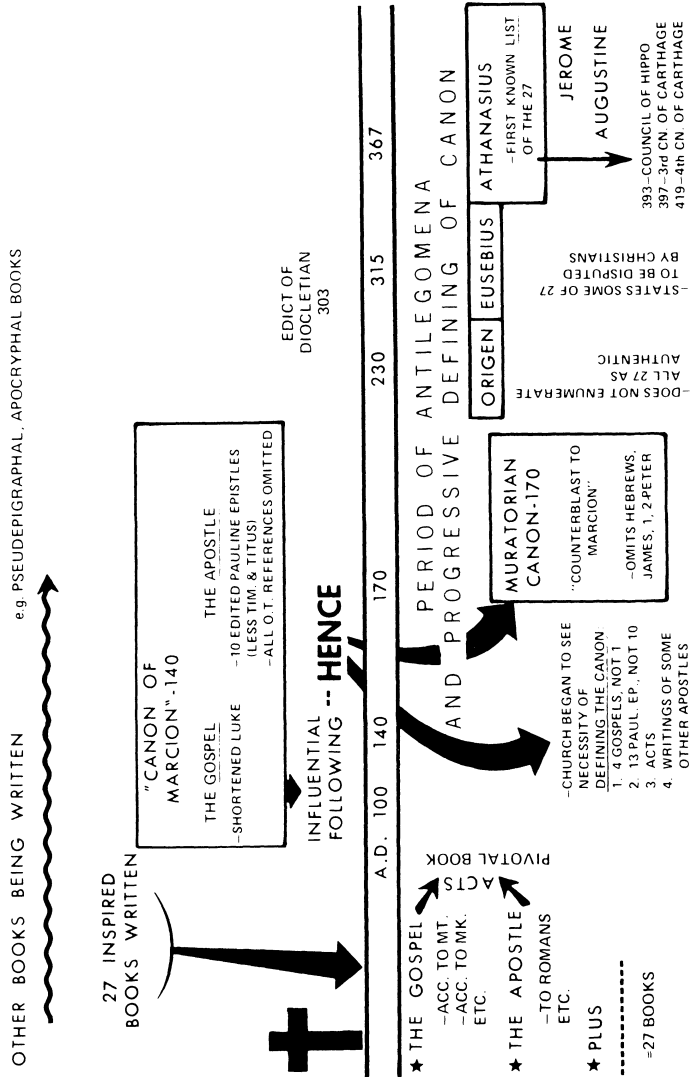 OTHER BOOKS BEING WRITTEN
e.g. PSEUDEPIGRAPHAL, APOCRYPHAL BOOKS
27 INSPIRED
BOOKS WRITTEN
"CANON OF
MARCION"-140
THE GOSPEL
-SHORTENED LUKE
THE APOSTLE
-10 EDITED PAULINE EPISTLES
(LESS TIM. & TITUS)
-ALL O.T. REFERENCES OMITTED
INFLUENTIAL
FOLLOWING -- HENCE
EDICT OF
DIOCLETIAN
303
A.D. 100 140 170 230 315 367
★ THE GOSPEL
-ACC. TO MT.
-ACC. TO MK.
ETC.
ACTS
PIVOTAL BOOK
★ THE APOSTLE
-TO ROMANS
ETC.
★ PLUS
=27 BOOKS
PERIOD OF ANTILEGOMENA
AND PROGRESSIVE DEFINING OF CANON
-CHURCH BEGAN TO SEE
NECESSITY OF
DEFINING THE CANON:
1. 4 GOSPELS, NOT 1
2. 13 PAUL. EP., NOT 10
3. ACTS
4. WRITINGS OF SOME
OTHER APOSTLES
MURATORIAN
CANON-170
"COUNTERBLAST TO
MARCION"
-OMITS HEBREWS,
JAMES, 1, 2 PETER
ORIGEN
-DOES NOT ENUMERATE
ALL 27 AS
AUTHENTIC
EUSEBIUS
-STATES SOME OF 27
TO BE DISPUTED
BY CHRISTIANS
ATHANASIUS
-FIRST KNOWN LIST
OF THE 27
JEROME
AUGUSTINE
393-COUNCIL OF HIPPO
397-3rd CN. OF CARTHAGE
419-4th CN. OF CARTHAGE